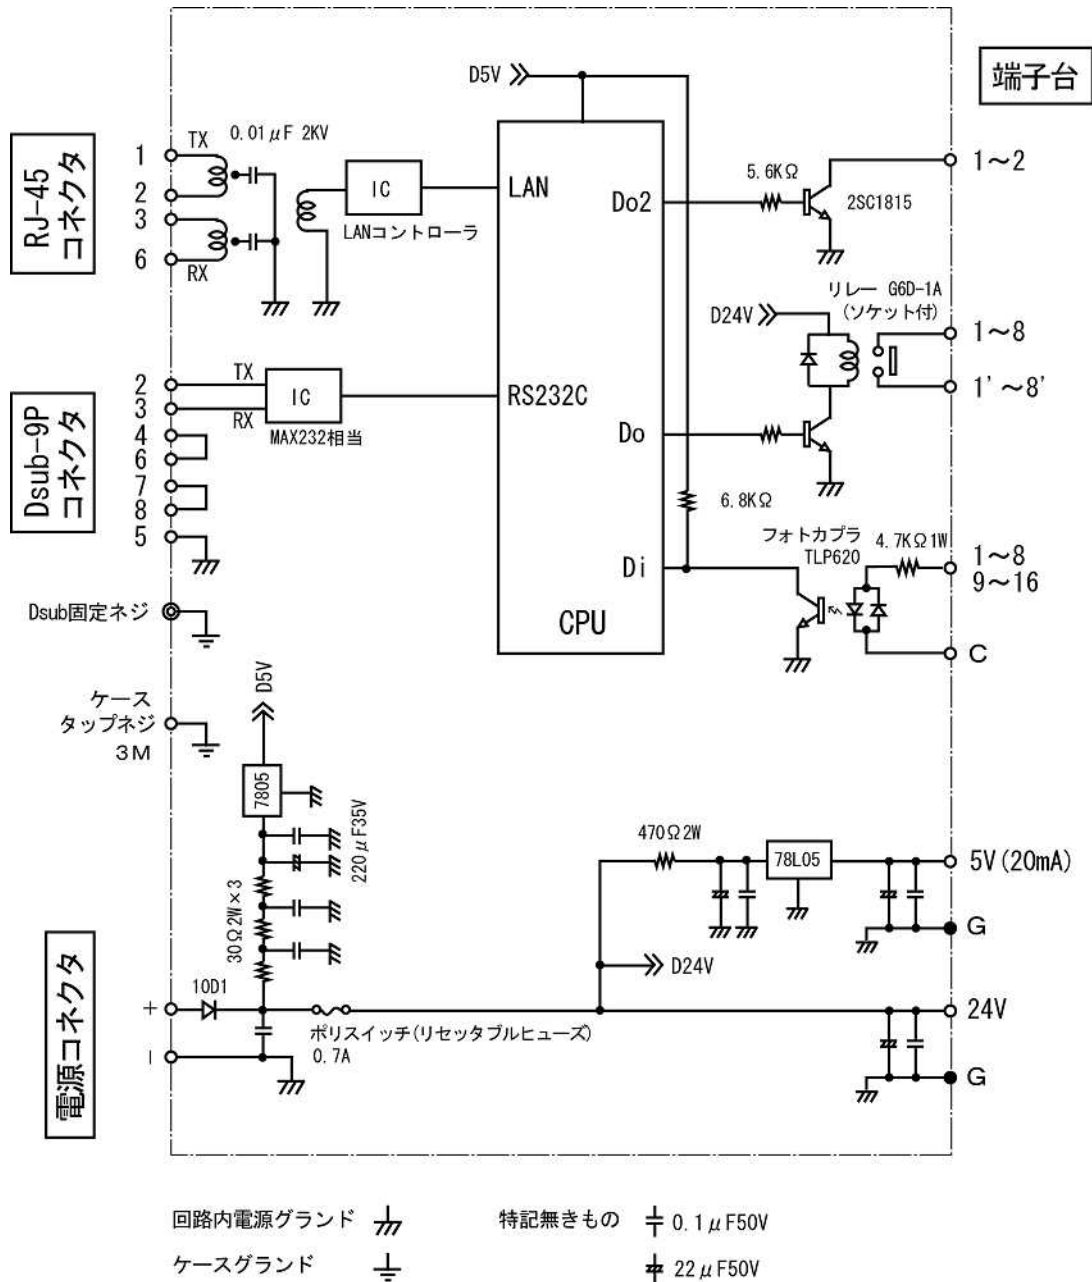 端子台
D5V
RJ-45
コネクタ
1
TX
0.01μF 2KV
2
3
6
RX
IC
LANコントローラ
LAN
Do2
5.6KΩ
2SC1815
1～2
リレー G6D-1A
(ソケット付)
D24V
1～8
1'～8'
Dsub-9P
コネクタ
2
TX
3
RX
4
6
7
8
5
IC
MAX232相当
RS232C
Do
6.8KΩ
フォトカプラ
TLP620
4.7KΩ1W
1～8
9～16
Di
CPU
C
Dsub固定ネジ
ケース
タップネジ
3M
D5V
7805
220μF35V
30Ω2W×3
470Ω2W
78L05
5V(20mA)
G
D24V
電源コネクタ
+
10D1
ポリスイッチ(リセッタブルヒューズ)
0.7A
24V
－
G
回路内電源グランド
特記無きもの
0.1μF50V
ケースグランド
22μF50V